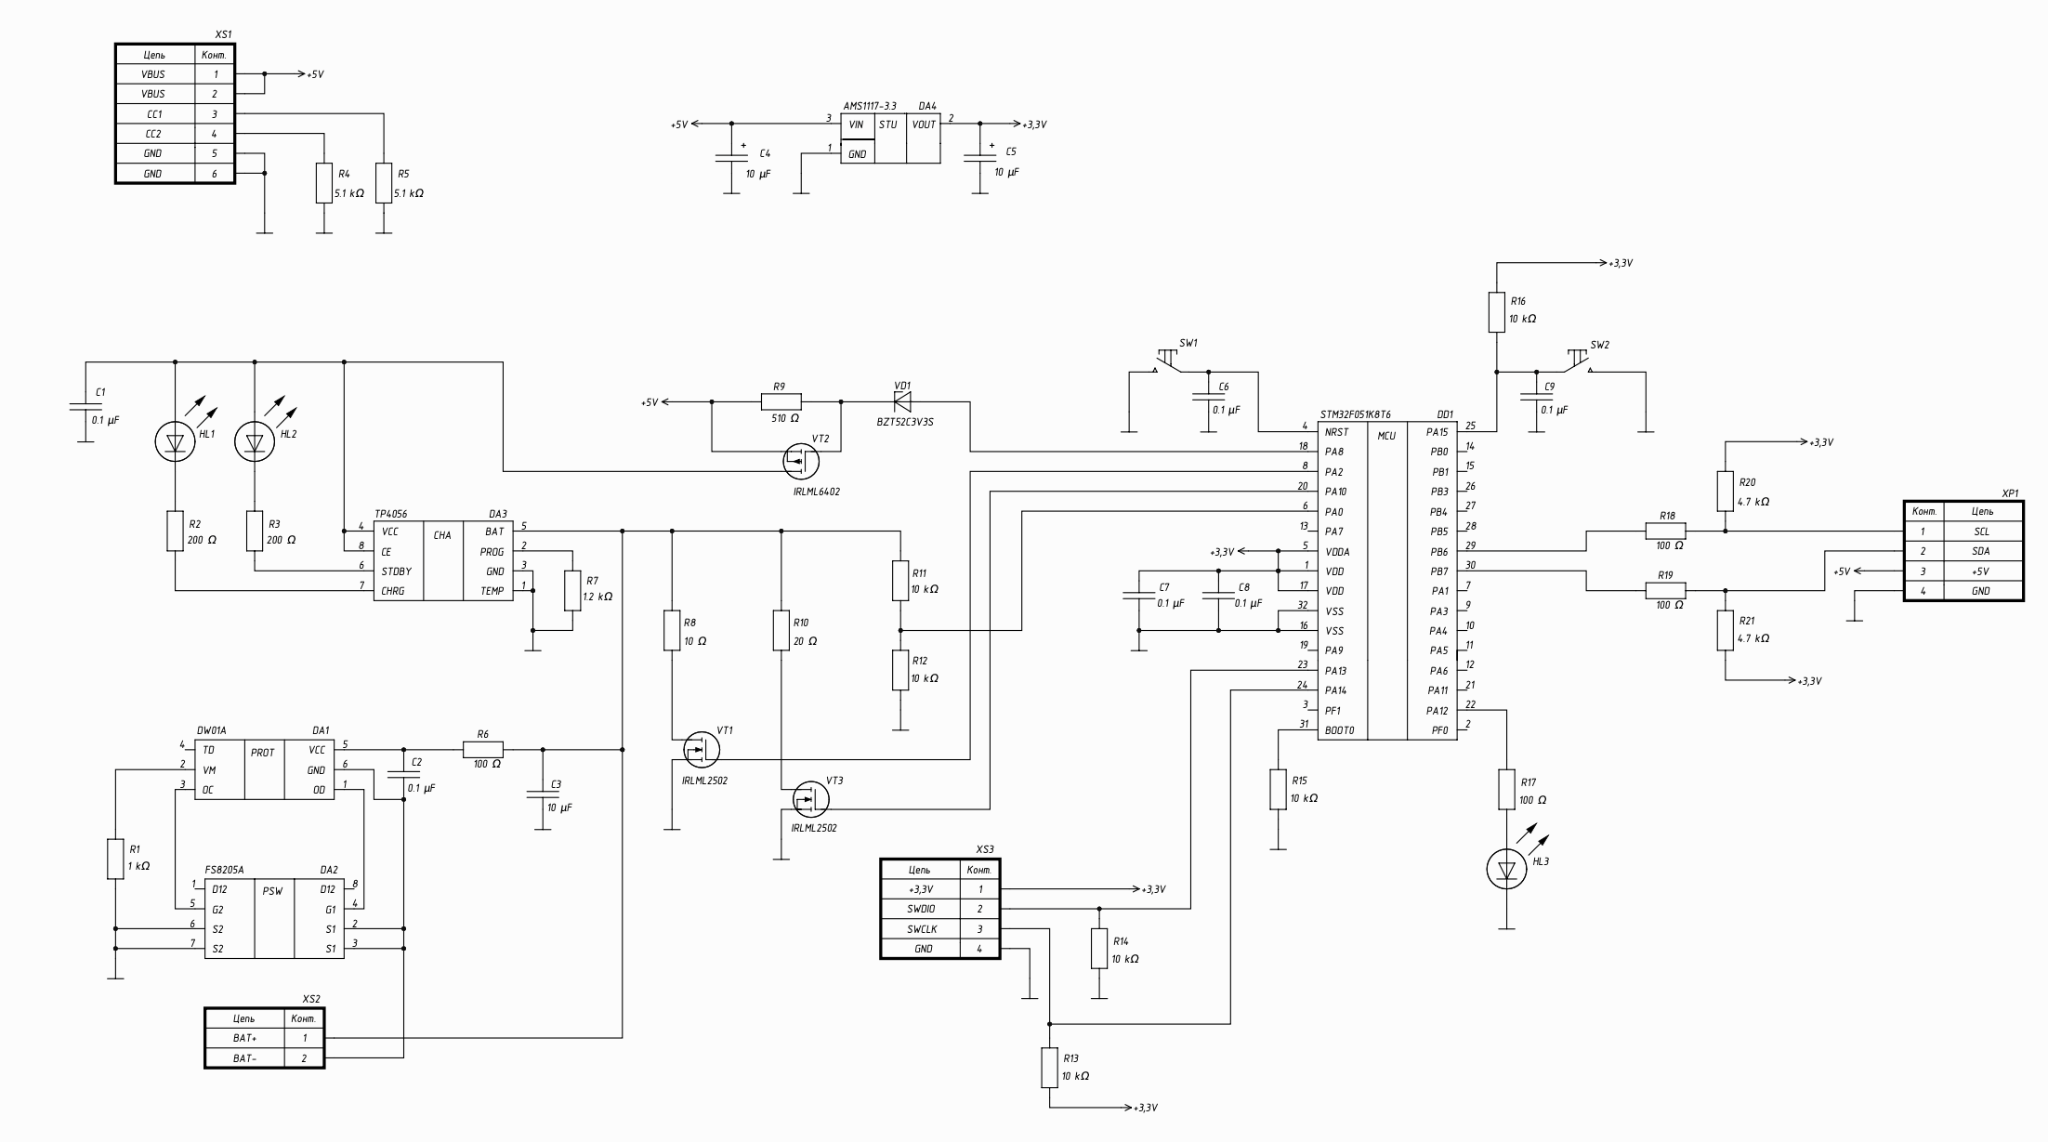 XS1
Цепь Конт.
VBUS 1
VBUS 2
CC1 3
CC2 4
GND 5
GND 6
+5V
R4
5.1 kΩ
R5
5.1 kΩ
AMS1117-3.3 DA4
+5V 3 VIN STU VOUT 2 +3,3V
1 GND
+ C4
10 μF
+ C5
10 μF
C1
0.1 μF
HL1
HL2
R2
200 Ω
R3
200 Ω
TP4056 DA3
4 VCC CHA BAT 5
8 CE PROG 2
6 STDBY GND 3
7 CHRG TEMP 1
R7
1.2 kΩ
+5V
R9
510 Ω
VD1
BZT52C3V3S
VT2
IRLML6402
R8
10 Ω
R10
20 Ω
R11
10 kΩ
R12
10 kΩ
VT1
IRLML2502
VT3
IRLML2502
DW01A DA1
4 TD PROT VCC 5
2 VM GND 6
3 OC OD 1
R6
100 Ω
C2
0.1 μF
C3
10 μF
R1
1 kΩ
FS8205A DA2
1 D12 PSW D12 8
5 G2 G1 4
6 S2 S1 2
7 S2 S1 3
XS2
Цепь Конт.
BAT+ 1
BAT- 2
SW1
C6
0.1 μF
+3,3V
R16
10 kΩ
SW2
C9
0.1 μF
STM32F051K8T6 DD1
MCU
4 NRST PA15 25
18 PA8 PB0 14
8 PA2 PB1 15
20 PA10 PB3 26
6 PA0 PB4 27
13 PA7 PB5 28
5 VDDA PB6 29
1 VDD PB7 30
17 VDD PA1 7
32 VSS PA3 9
16 VSS PA4 10
19 PA9 PA5 11
23 PA13 PA6 12
24 PA14 PA11 21
3 PF1 PA12 22
31 BOOT0 PF0 2
+3,3V
C7
0.1 μF
C8
0.1 μF
R15
10 kΩ
R17
100 Ω
HL3
R18
100 Ω
R19
100 Ω
+3,3V
R20
4.7 kΩ
R21
4.7 kΩ
+3,3V
XP1
Конт. Цепь
1 SCL
2 SDA
3 +5V
4 GND
+5V
XS3
Цепь Конт.
+3,3V 1
SWDIO 2
SWCLK 3
GND 4
+3,3V
R14
10 kΩ
R13
10 kΩ
+3,3V